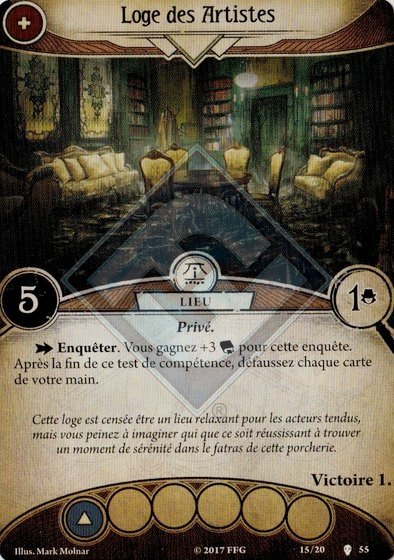 Loge des Artistes
5
LIEU
1
Privé.
Enquêter. Vous gagnez +3 pour cette enquête.
Après la fin de ce test de compétence, défaussez chaque carte
de votre main.
Cette loge est censée être un lieu relaxant pour les acteurs tendus,
mais vous peinez à imaginer qui que ce soit réussissant à trouver
un moment de sérénité dans le fatras de cette porcherie.
Victoire 1.
Illus. Mark Molnar
© 2017 FFG
15/20
55